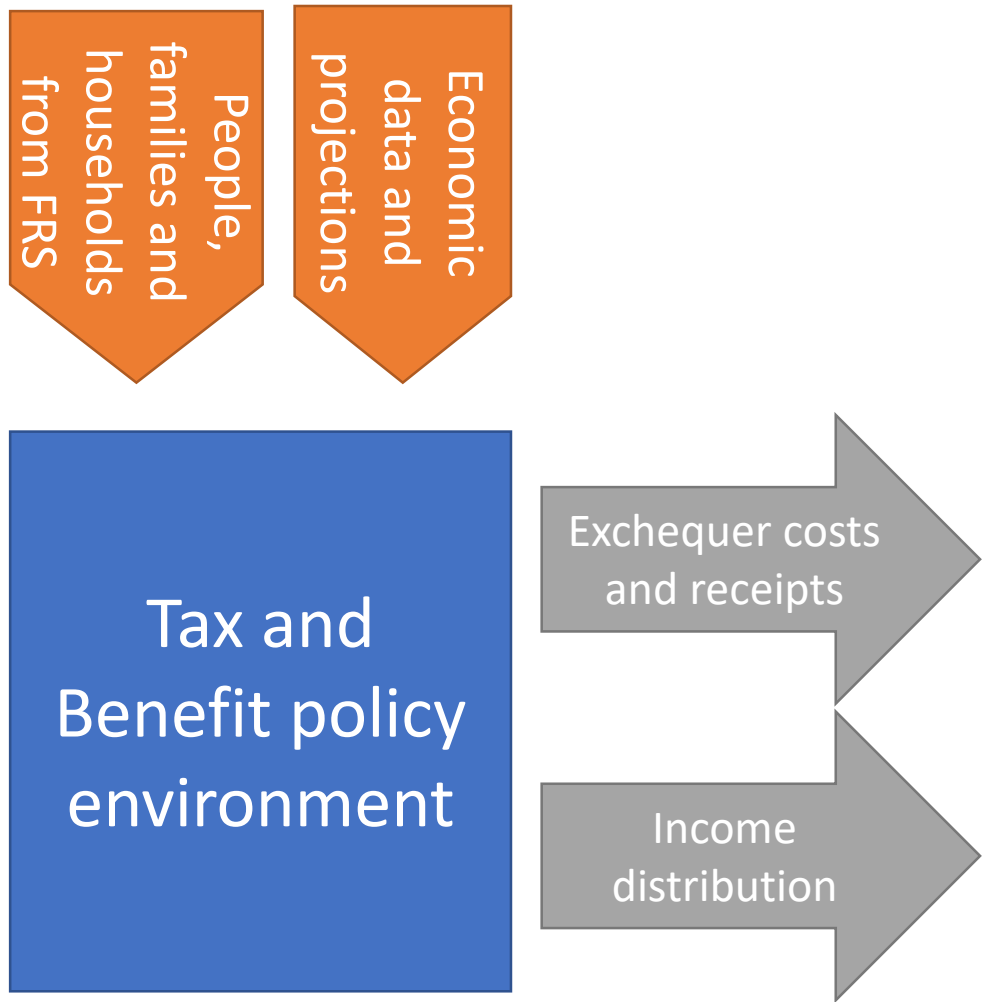 People,
families and
households
from FRS
Economic
data and
projections
Tax and
Benefit policy
environment
Exchequer costs
and receipts
Income
distribution